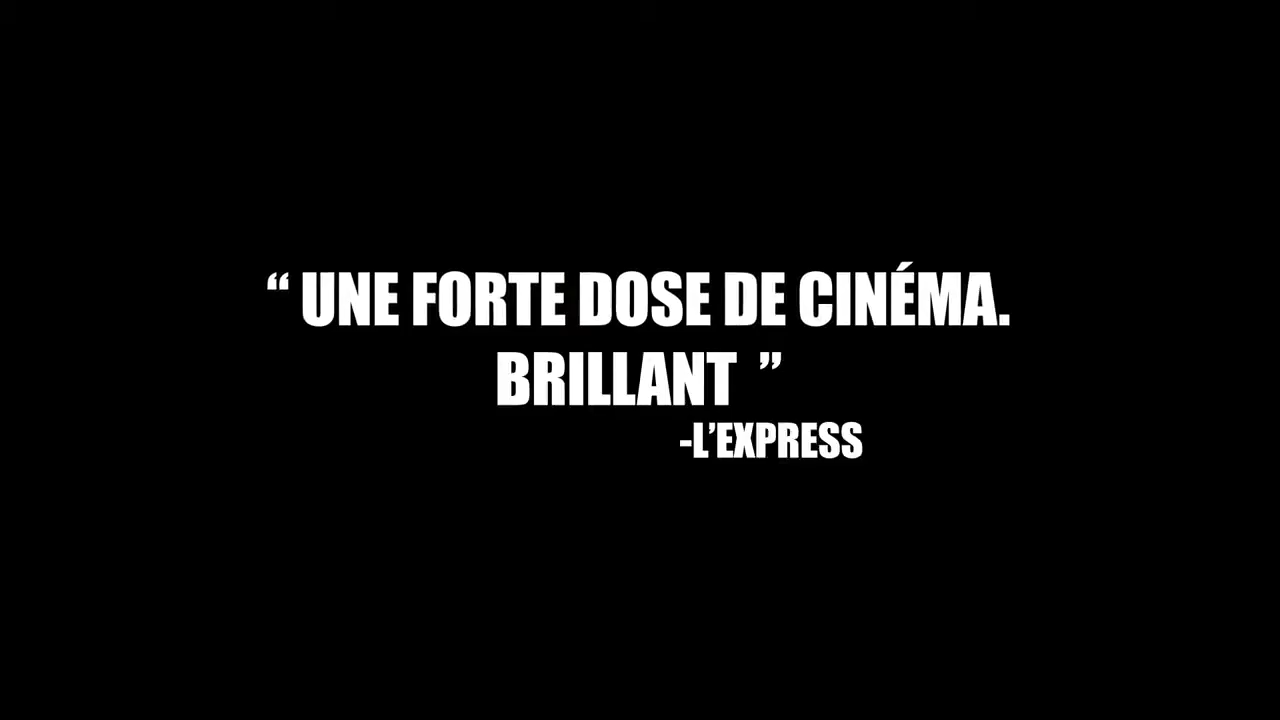 “ UNE FORTE DOSE DE CINÉMA.
BRILLANT ”
-L’EXPRESS